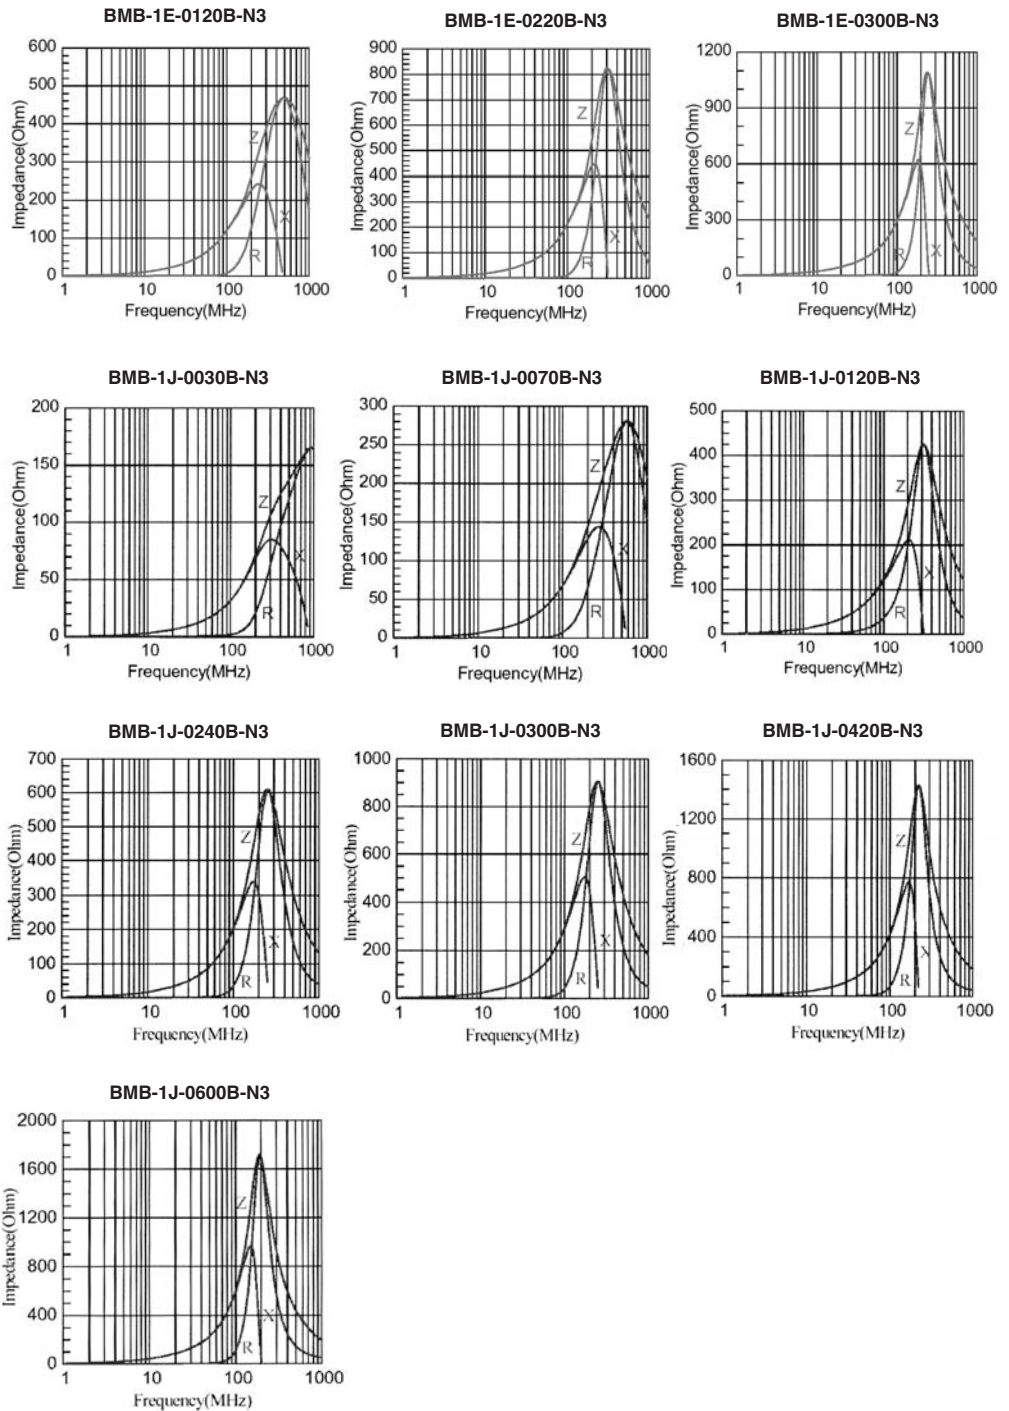 BMB-1E-0120B-N3
600
500
400
300
200
100
0
Impedance(Ohm)
Z
X
R
1 10 100 1000
Frequency(MHz)
BMB-1E-0220B-N3
900
800
700
600
500
400
300
200
100
0
Impedance(Ohm)
Z
X
R
1 10 100 1000
Frequency(MHz)
BMB-1E-0300B-N3
1200
900
600
300
0
Impedance(Ohm)
Z
R X
1 10 100 1000
Frequency(MHz)
BMB-1J-0030B-N3
200
150
100
50
0
Impedance(Ohm)
Z
X
R
1 10 100 1000
Frequency(MHz)
BMB-1J-0070B-N3
300
250
200
150
100
50
0
Impedance(Ohm)
Z
X
R
1 10 100 1000
Frequency(MHz)
BMB-1J-0120B-N3
500
400
300
200
100
0
Impedance(Ohm)
Z
X
R
1 10 100 1000
Frequency(MHz)
BMB-1J-0240B-N3
700
600
500
400
300
200
100
0
Impedance(Ohm)
Z
X
R
1 10 100 1000
Frequency(MHz)
BMB-1J-0300B-N3
1000
800
600
400
200
0
Impedance(Ohm)
Z
X
R
1 10 100 1000
Frequency(MHz)
BMB-1J-0420B-N3
1600
1200
800
400
0
Impedance(Ohm)
Z
X
R
1 10 100 1000
Frequency(MHz)
BMB-1J-0600B-N3
2000
1600
1200
800
400
0
Impedance(Ohm)
Z
X
R
1 10 100 1000
Frequency(MHz)